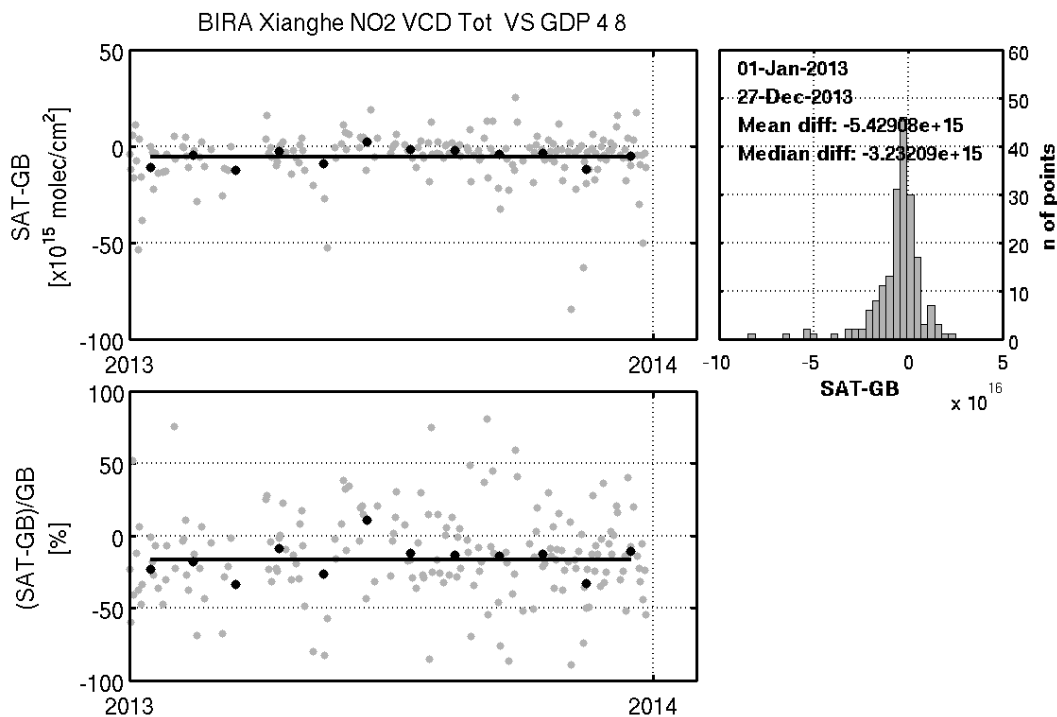 BIRA Xianghe NO2 VCD Tot VS GDP 4 8
50
0
-50
-100
SAT-GB
[x10^15 molec/cm^2]
2013
2014
01-Jan-2013
27-Dec-2013
Mean diff: -5.42908e+15
Median diff: -3.23209e+15
60
50
40
30
20
10
0
n of points
-10
-5
0
5
SAT-GB
x 10^16
100
50
0
-50
-100
(SAT-GB)/GB
[%]
2013
2014